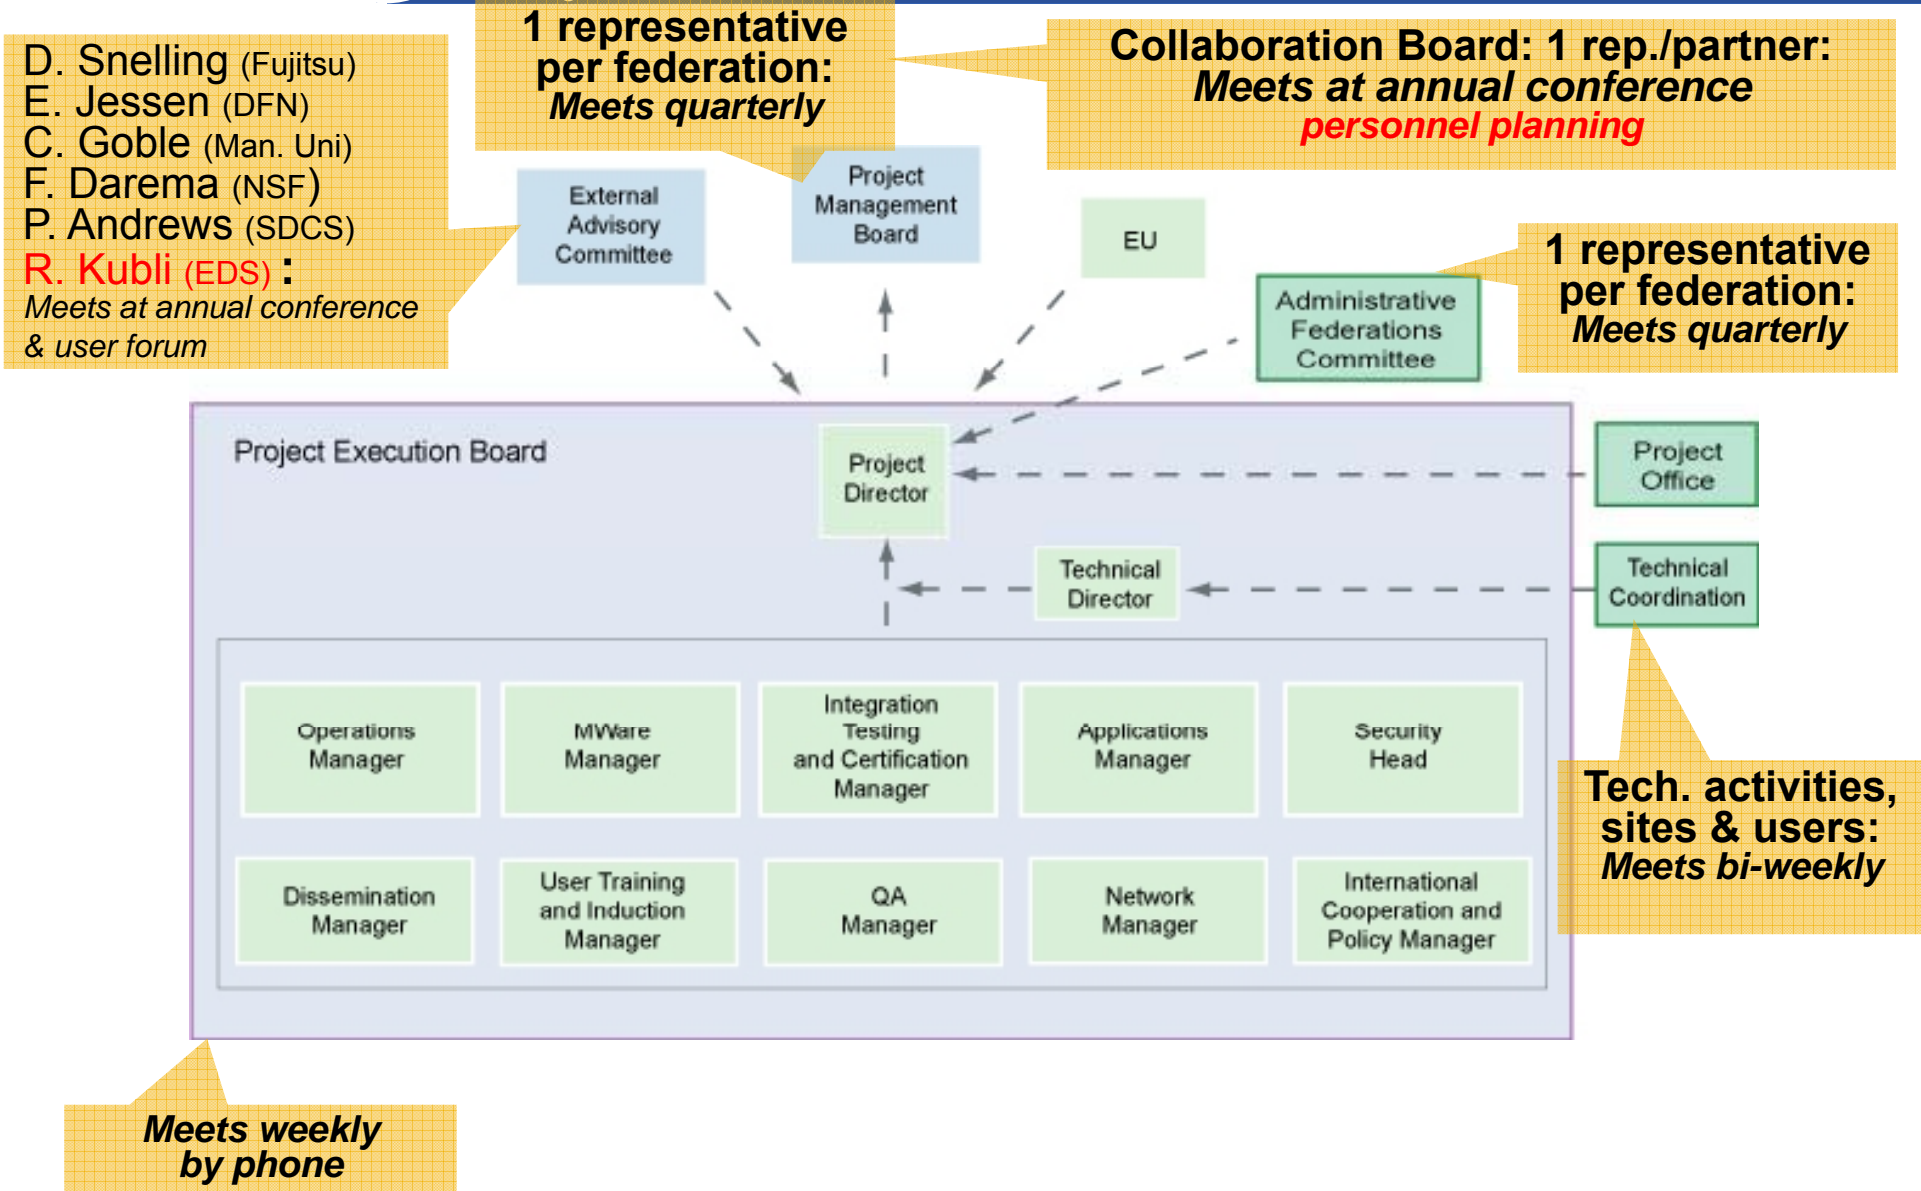 1 representative
per federation:
Meets quarterly
Collaboration Board: 1 rep./partner:
Meets at annual conference
personnel planning
D. Snelling (Fujitsu)
E. Jessen (DFN)
C. Goble (Man. Uni)
F. Darema (NSF)
P. Andrews (SDCS)
R. Kubli (EDS) :
Meets at annual conference
& user forum
External
Advisory
Committee
Project
Management
Board
EU
Administrative
Federations
Committee
1 representative
per federation:
Meets quarterly
Project Execution Board
Project
Director
Project
Office
Technical
Director
Technical
Coordination
Operations
Manager
MWare
Manager
Integration
Testing
and Certification
Manager
Applications
Manager
Security
Head
Tech. activities,
sites & users:
Meets bi-weekly
Dissemination
Manager
User Training
and Induction
Manager
QA
Manager
Network
Manager
International
Cooperation and
Policy Manager
Meets weekly
by phone